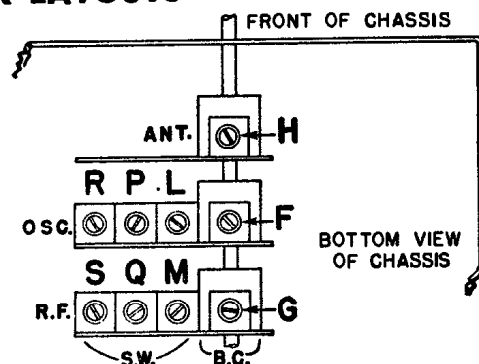 FRONT OF CHASSIS
ANT. H
R P L
OSC. F
BOTTOM VIEW
OF CHASSIS
S Q M
R.F. G
S.W. B.C.